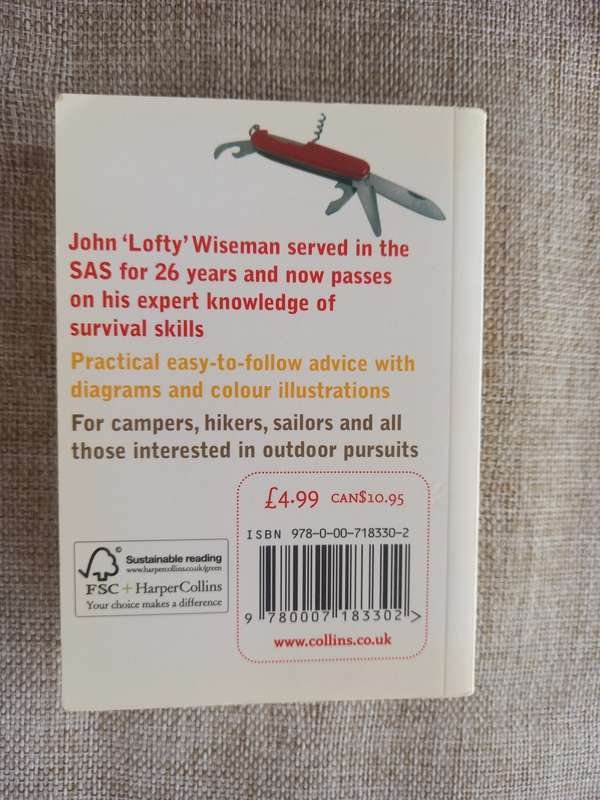 John ‘Lofty’ Wiseman served in the
SAS for 26 years and now passes
on his expert knowledge of
survival skills
Practical easy-to-follow advice with
diagrams and colour illustrations
For campers, hikers, sailors and all
those interested in outdoor pursuits
£4.99 CAN$10.95
ISBN 978-0-00-718330-2
9 780007 183302 >
www.collins.co.uk
©
Sustainable reading
www.harpercollins.co.uk/green
FSC + HarperCollins
Your choice makes a difference